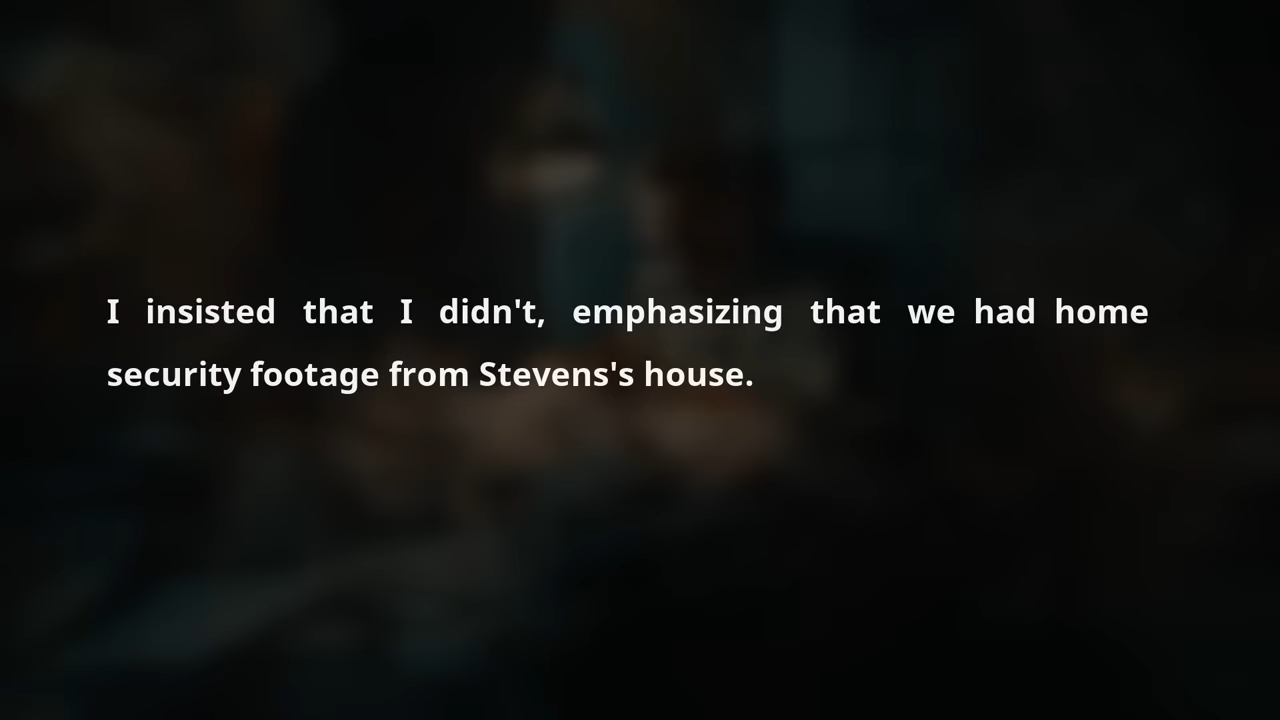 I insisted that I didn't, emphasizing that we had home
security footage from Stevens's house.